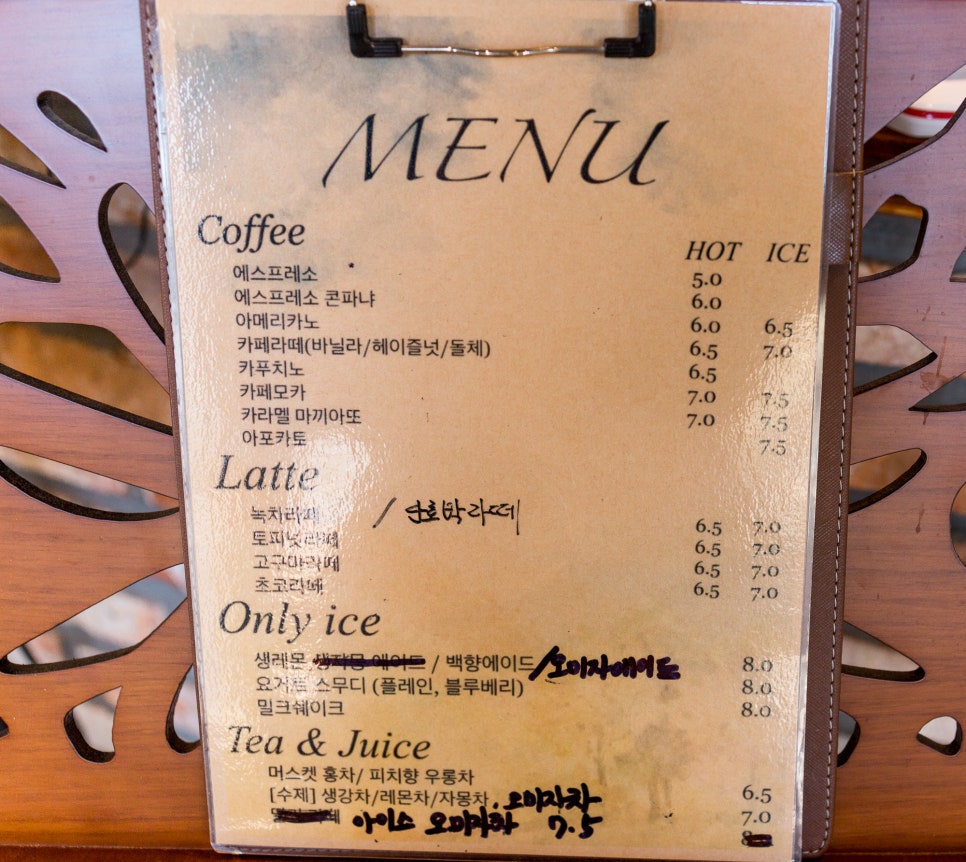 MENU
Coffee HOT ICE
에스프레소 5.0
에스프레소 콘파냐 6.0
아메리카노 6.0 6.5
카페라떼(바닐라/헤이즐넛/돌체) 6.5 7.0
카푸치노 6.5
카페모카 7.0 7.5
카라멜 마끼아또 7.0 7.5
아포카토 7.5
Latte
녹차라떼 / 단호박라떼 6.5 7.0
토피넛라떼 6.5 7.0
고구마라떼 6.5 7.0
초코라떼 6.5 7.0
Only ice
생레몬 생자몽 에이드 / 백향에이드 /오미자에이드 8.0
요거트 스무디 (플레인, 블루베리) 8.0
밀크쉐이크 8.0
Tea & Juice
머스켓 홍차/ 피치향 우롱차 6.5
[수제] 생강차/레몬차/자몽차. 오미자차 7.0
아이스 오미자차 7.5